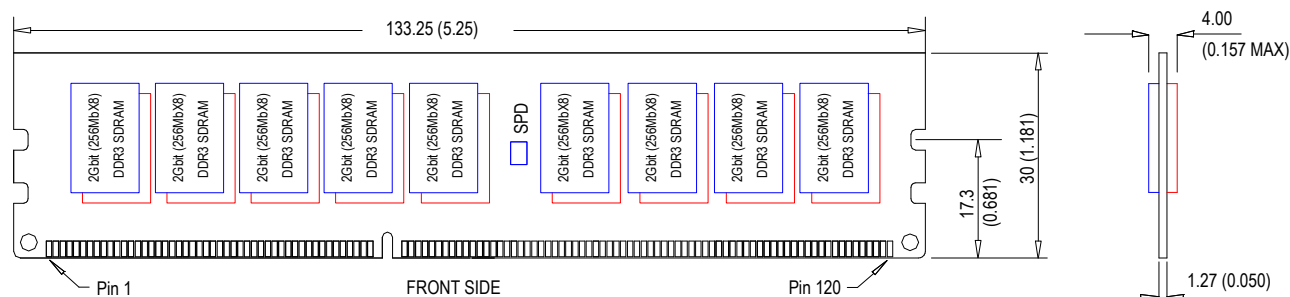 133.25 (5.25)
4.00
(0.157 MAX)
2Gbit (256MbX8)
DDR3 SDRAM
2Gbit (256MbX8)
DDR3 SDRAM
2Gbit (256MbX8)
DDR3 SDRAM
2Gbit (256MbX8)
DDR3 SDRAM
2Gbit (256MbX8)
DDR3 SDRAM
SPD
2Gbit (256MbX8)
DDR3 SDRAM
2Gbit (256MbX8)
DDR3 SDRAM
2Gbit (256MbX8)
DDR3 SDRAM
2Gbit (256MbX8)
DDR3 SDRAM
17.3
(0.681)
30 (1.181)
Pin 1
FRONT SIDE
Pin 120
1.27 (0.050)